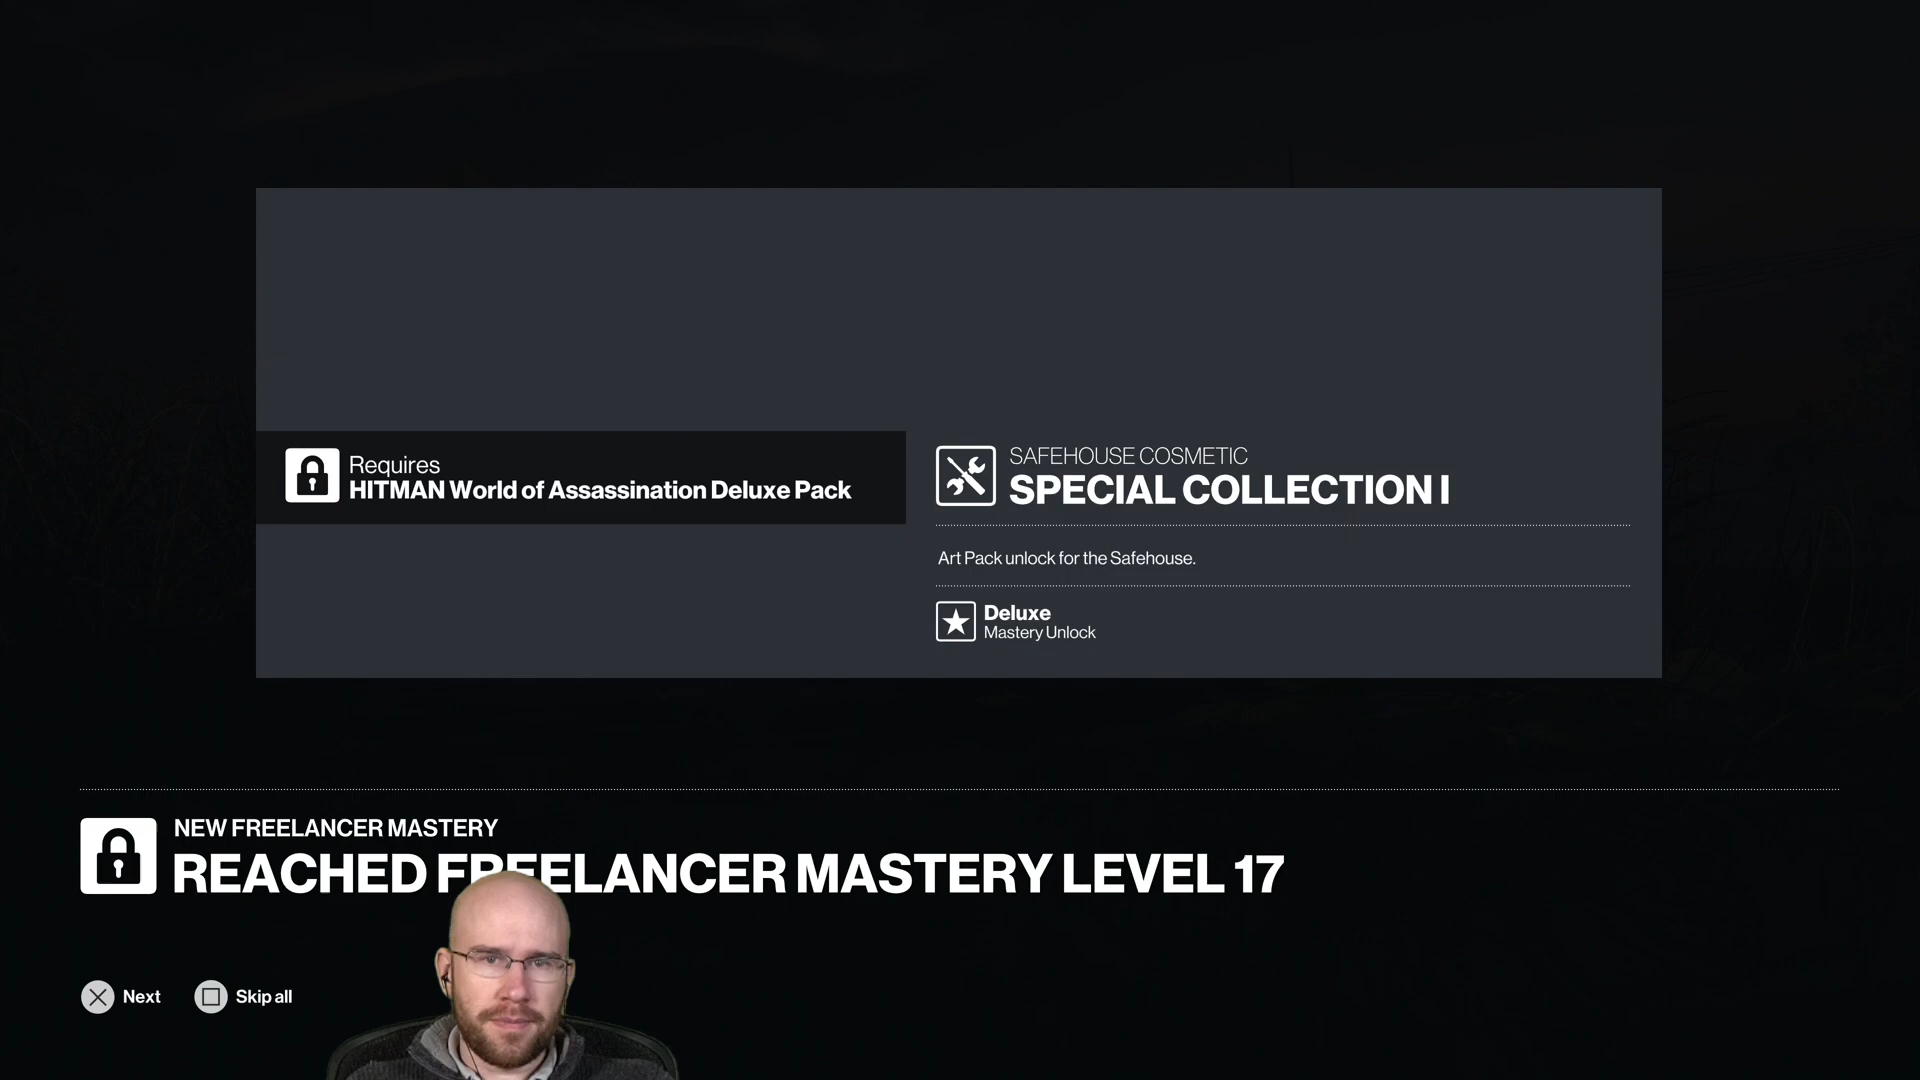 Requires
HITMAN World of Assassination Deluxe Pack
SAFEHOUSE COSMETIC
SPECIAL COLLECTION I
Art Pack unlock for the Safehouse.
Deluxe
Mastery Unlock
NEW FREELANCER MASTERY
REACHED FREELANCER MASTERY LEVEL 17
Next
Skip all